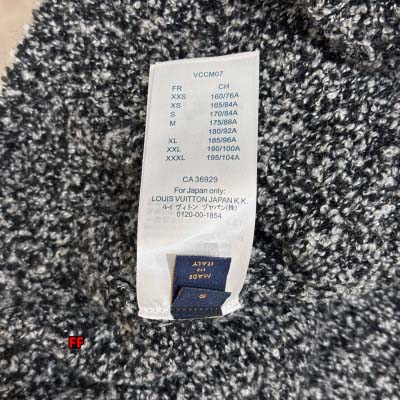 VCCM07
FR CH
XXS 160/76A
XS 165/84A
S 170/84A
M 175/88A
180/92A
XL 185/96A
XXL 190/100A
XXXL 195/104A
CA 36929
For Japan only:
LOUIS VUITTON JAPAN K.K.
ルイ・ヴィトン ジャパン(株)
0120-00-1854
MADE
IN
ITALY
S
FF